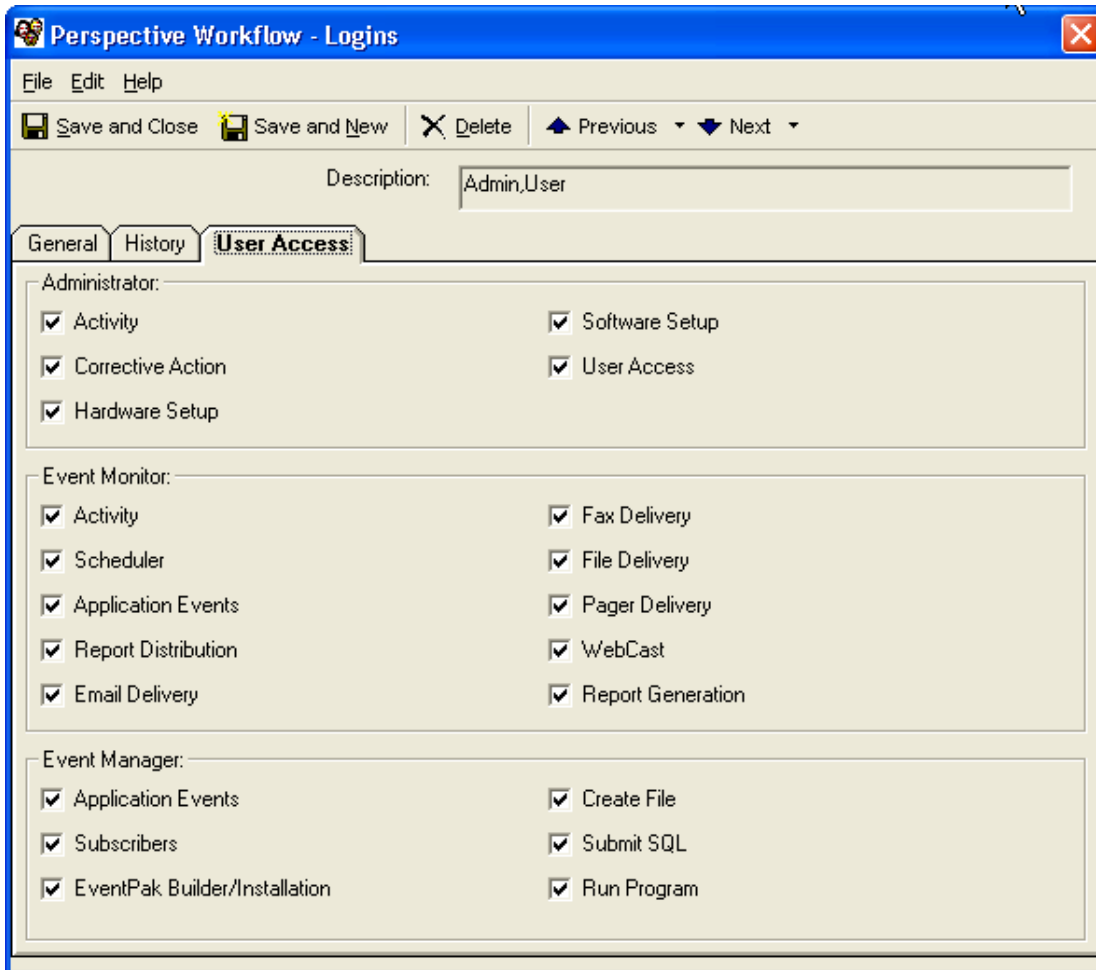 Perspective Workflow - Logins
File Edit Help
Save and Close Save and New Delete Previous Next
Description: Admin,User
General History User Access
Administrator:
Activity Software Setup
Corrective Action User Access
Hardware Setup
Event Monitor:
Activity Fax Delivery
Scheduler File Delivery
Application Events Pager Delivery
Report Distribution WebCast
Email Delivery Report Generation
Event Manager:
Application Events Create File
Subscribers Submit SQL
EventPak Builder/Installation Run Program